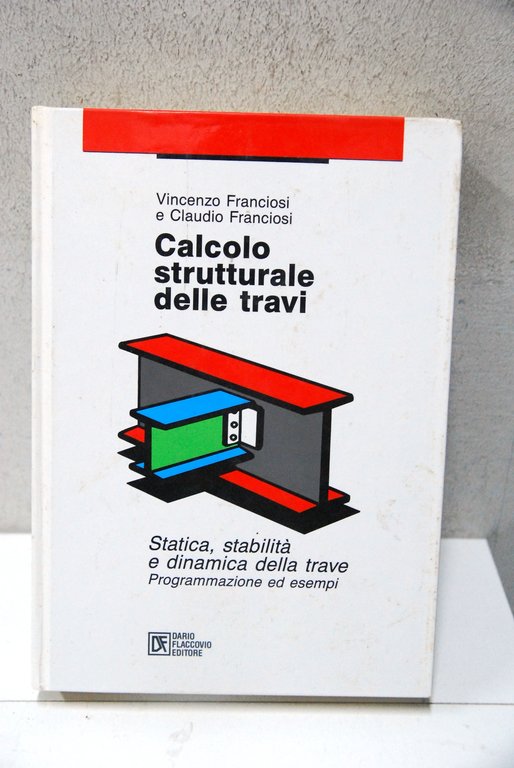 Vincenzo Franciosi
e Claudio Franciosi
Calcolo
strutturale
delle travi
Statica, stabilità
e dinamica della trave
Programmazione ed esempi
DF
DARIO
FLACCOVIO
EDITORE